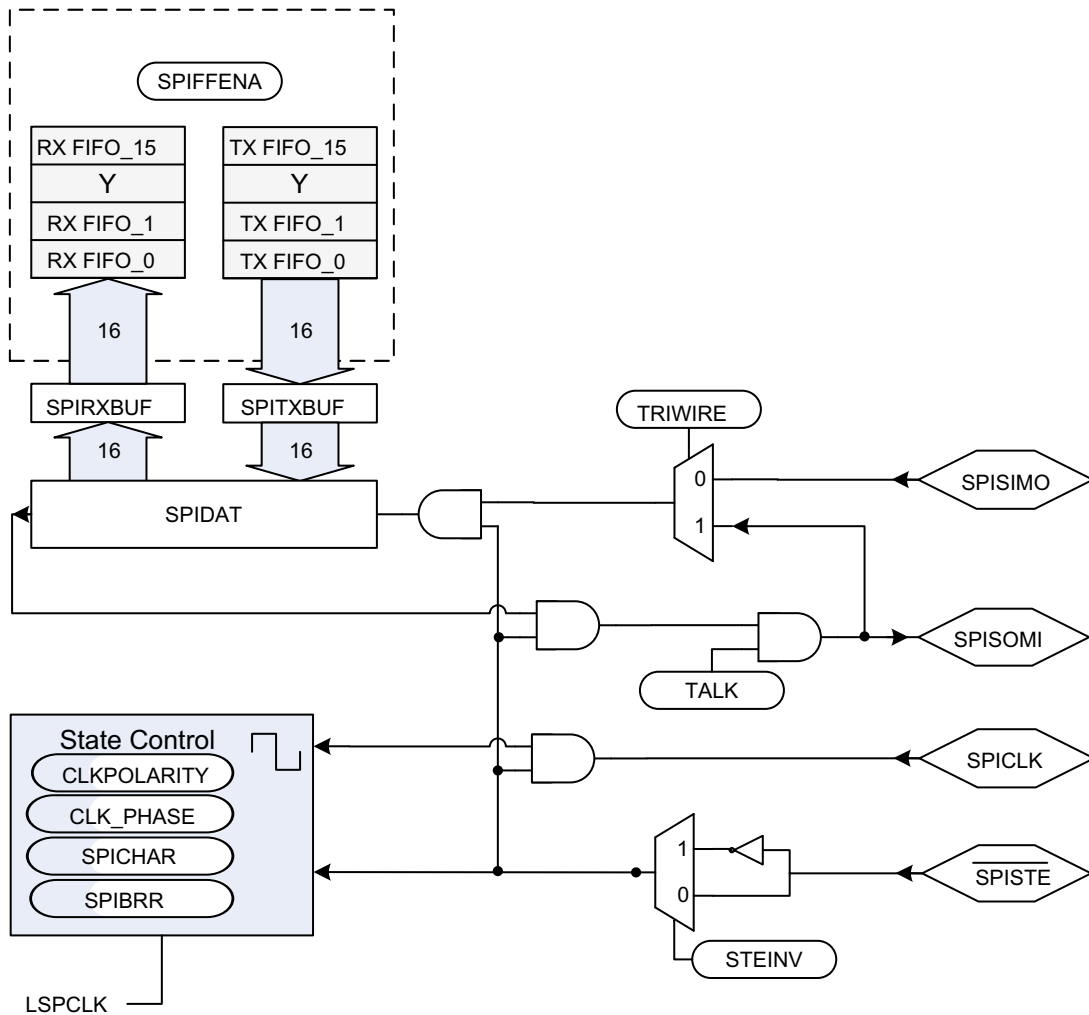 SPIFFENA
RX FIFO_15
Y
RX FIFO_1
RX FIFO_0
TX FIFO_15
Y
TX FIFO_1
TX FIFO_0
16
16
SPIRXBUF
SPITXBUF
16
16
SPIDAT
TRIWIRE
0
1
SPISIMO
SPISOMI
TALK
State Control
CLKPOLARITY
CLK_PHASE
SPICHAR
SPIBRR
SPICLK
1
0
SPISTE
STEINV
LSPCLK